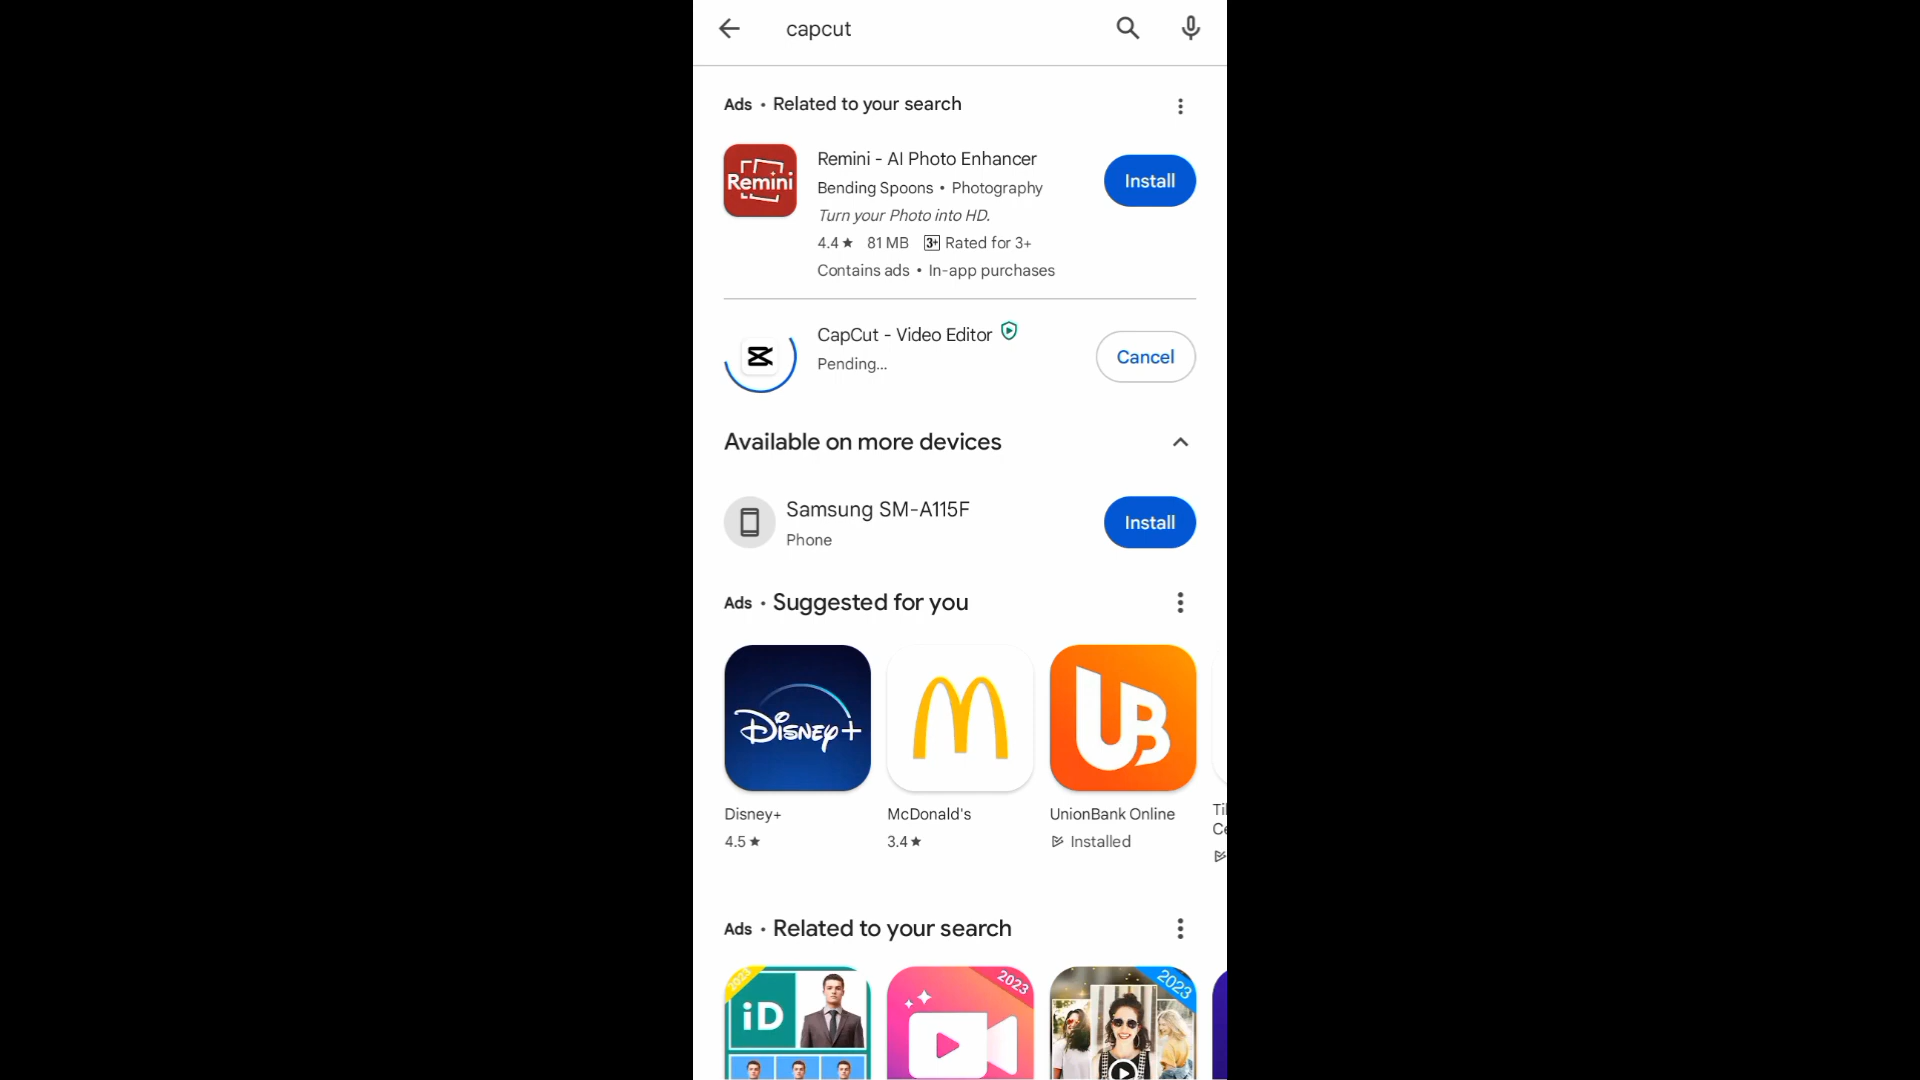 capcut
Ads • Related to your search
Remini
Remini - AI Photo Enhancer
Bending Spoons • Photography
Install
Turn your Photo into HD.
4.4★ 81 MB 3+ Rated for 3+
Contains ads • In-app purchases
CapCut - Video Editor
Pending...
Cancel
Available on more devices
Samsung SM-A115F
Phone
Install
Ads • Suggested for you
Disney+
M
UB
Disney+
McDonald's
UnionBank Online
4.5★
3.4★
Installed
Ads • Related to your search
2023
iD
2023
2023